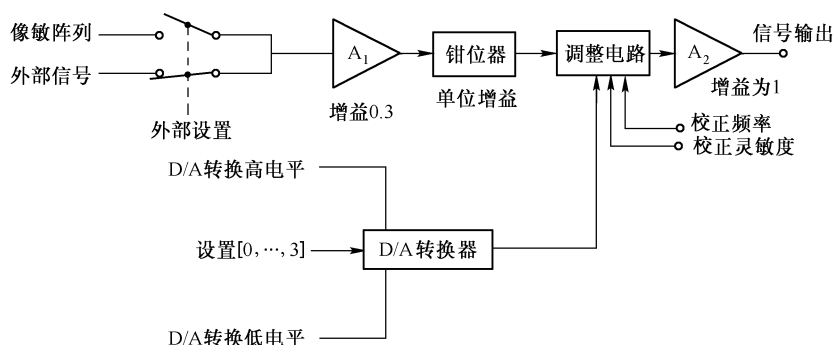 像敏阵列
外部信号
外部设置
A1
增益0.3
钳位器
单位增益
调整电路
A2
增益为1
信号输出
校正频率
校正灵敏度
D/A转换高电平
设置[0,…,3]
D/A转换器
D/A转换低电平